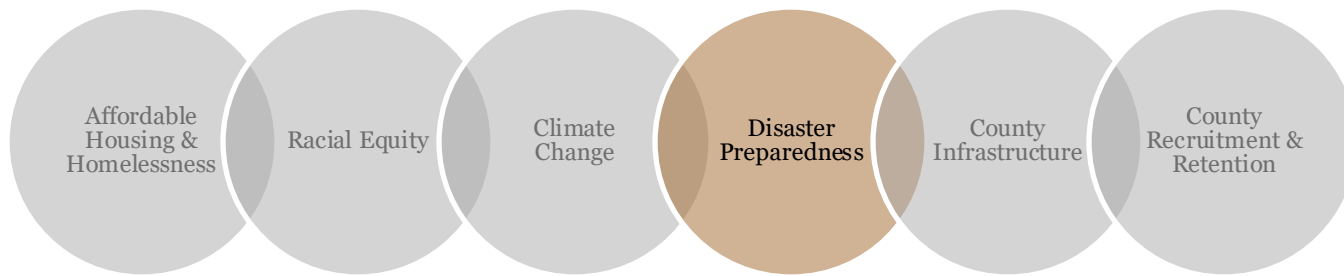 Affordable
Housing &
Homelessness
Racial Equity
Climate
Change
Disaster
Preparedness
County
Infrastructure
County
Recruitment &
Retention